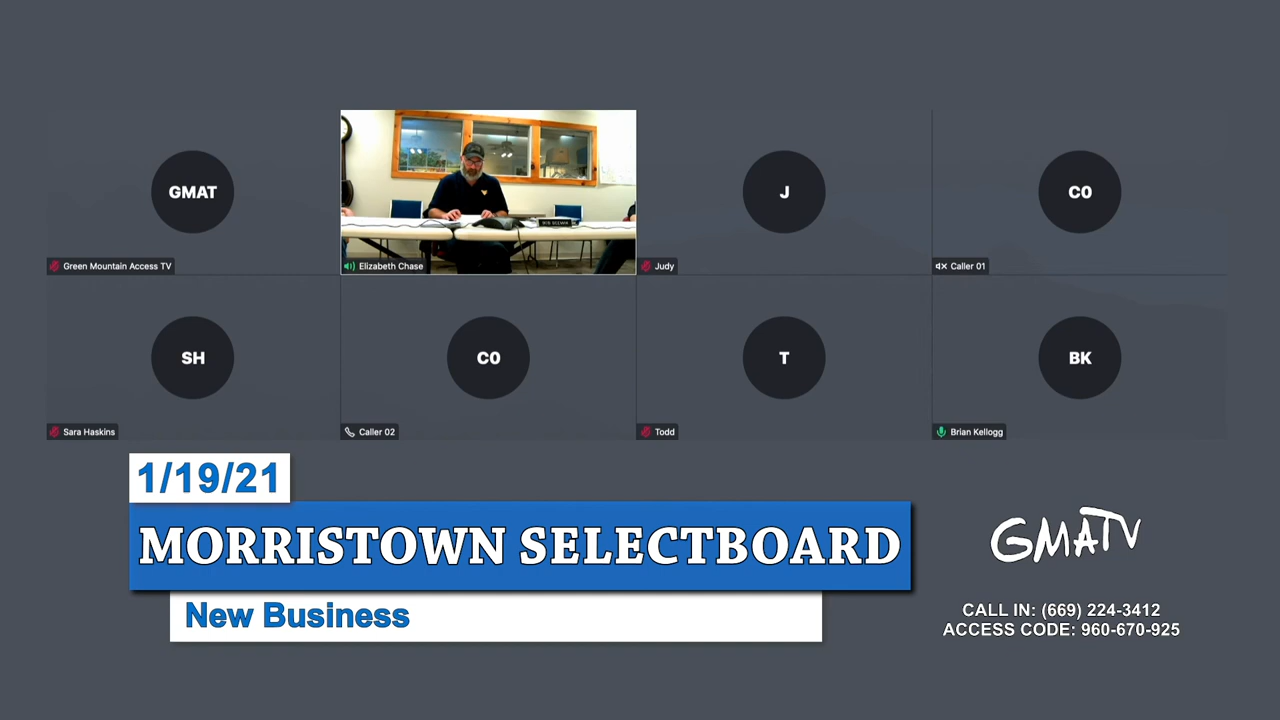 GMAT
Green Mountain Access TV
Elizabeth Chase
J
Judy
C0
Caller 01
SH
Sara Haskins
C0
Caller 02
T
Todd
BK
Brian Kellogg
1/19/21
MORRISTOWN SELECTBOARD
New Business
GMATV
CALL IN: (669) 224-3412
ACCESS CODE: 960-670-925